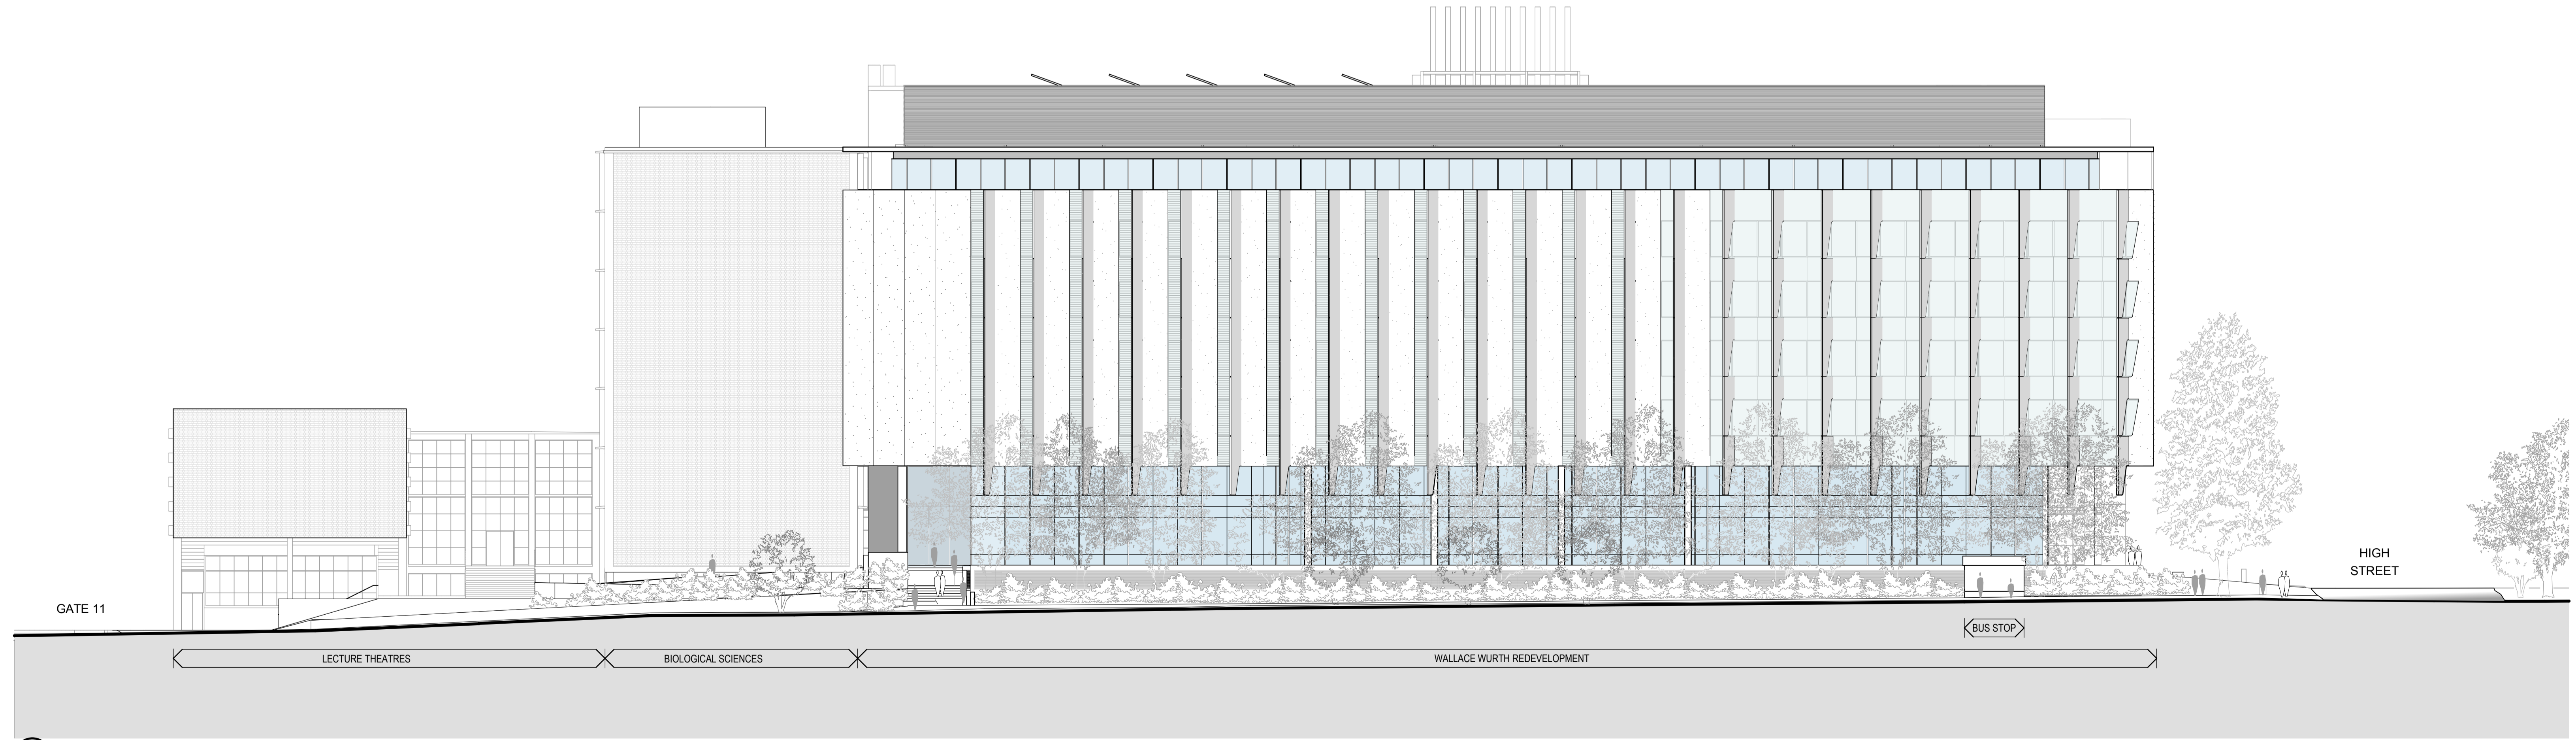 GATE 11
HIGH
STREET
BUS STOP
LECTURE THEATRES
BIOLOGICAL SCIENCES
WALLACE WURTH REDEVELOPMENT